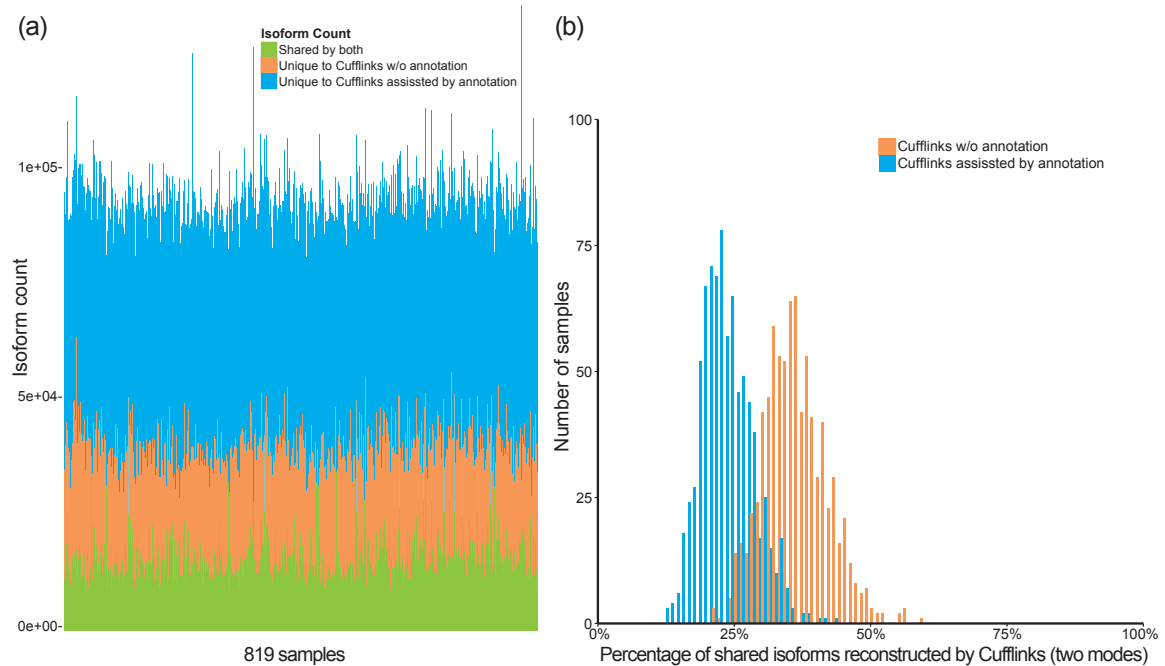 (a)
Isoform Count
Shared by both
Unique to Cufflinks w/o annotation
Unique to Cufflinks assissted by annotation
1e+05-
5e+04-
0e+00-
Isoform count
819 samples
(b)
Cufflinks w/o annotation
Cufflinks assissted by annotation
100
75
50
25
0
Number of samples
0%
25%
50%
75%
100%
Percentage of shared isoforms reconstructed by Cufflinks (two modes)